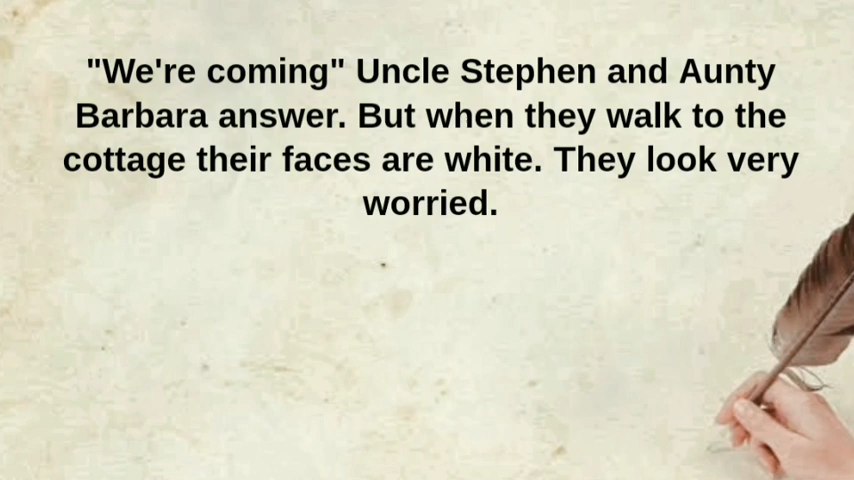 "We're coming" Uncle Stephen and Aunty
Barbara answer. But when they walk to the
cottage their faces are white. They look very
worried.